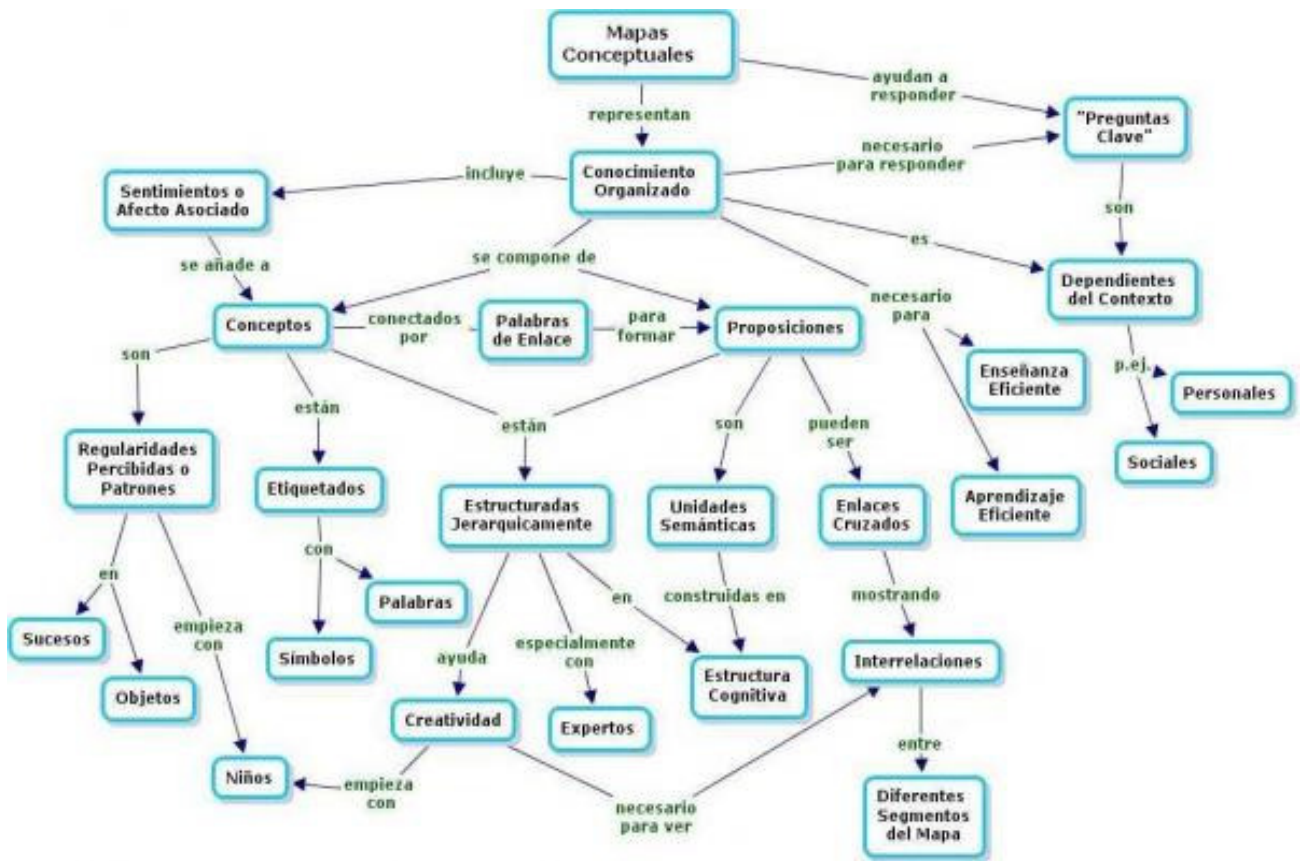 Mapas
Conceptuales
ayudan a
responder
representan
"Preguntas
Clave"
necesario
para responder
Conocimiento
Organizado
incluye
Sentimientos o
Afecto Asociado
son
es
se añade a
se compone de
Dependientes
del Contexto
necesario
para
Conceptos
conectados
por
Palabras
de Enlace
para
formar
Proposiciones
son
Enseñanza
Eficiente
p.ej.
Personales
están
están
son
pueden
ser
Regularidades
Percibidas o
Patrones
Sociales
Etiquetados
Estructuradas
Jerarquicamente
Unidades
Semánticas
Enlaces
Cruzados
Aprendizaje
Eficiente
con
en
Palabras
en
construidas en
mostrando
Sucesos
empieza
con
Símbolos
ayuda
especialmente
con
Interrelaciones
Objetos
Estructura
Cognitiva
Creatividad
Expertos
entre
Niños
empieza
con
necesario
para ver
Diferentes
Segmentos
del Mapa